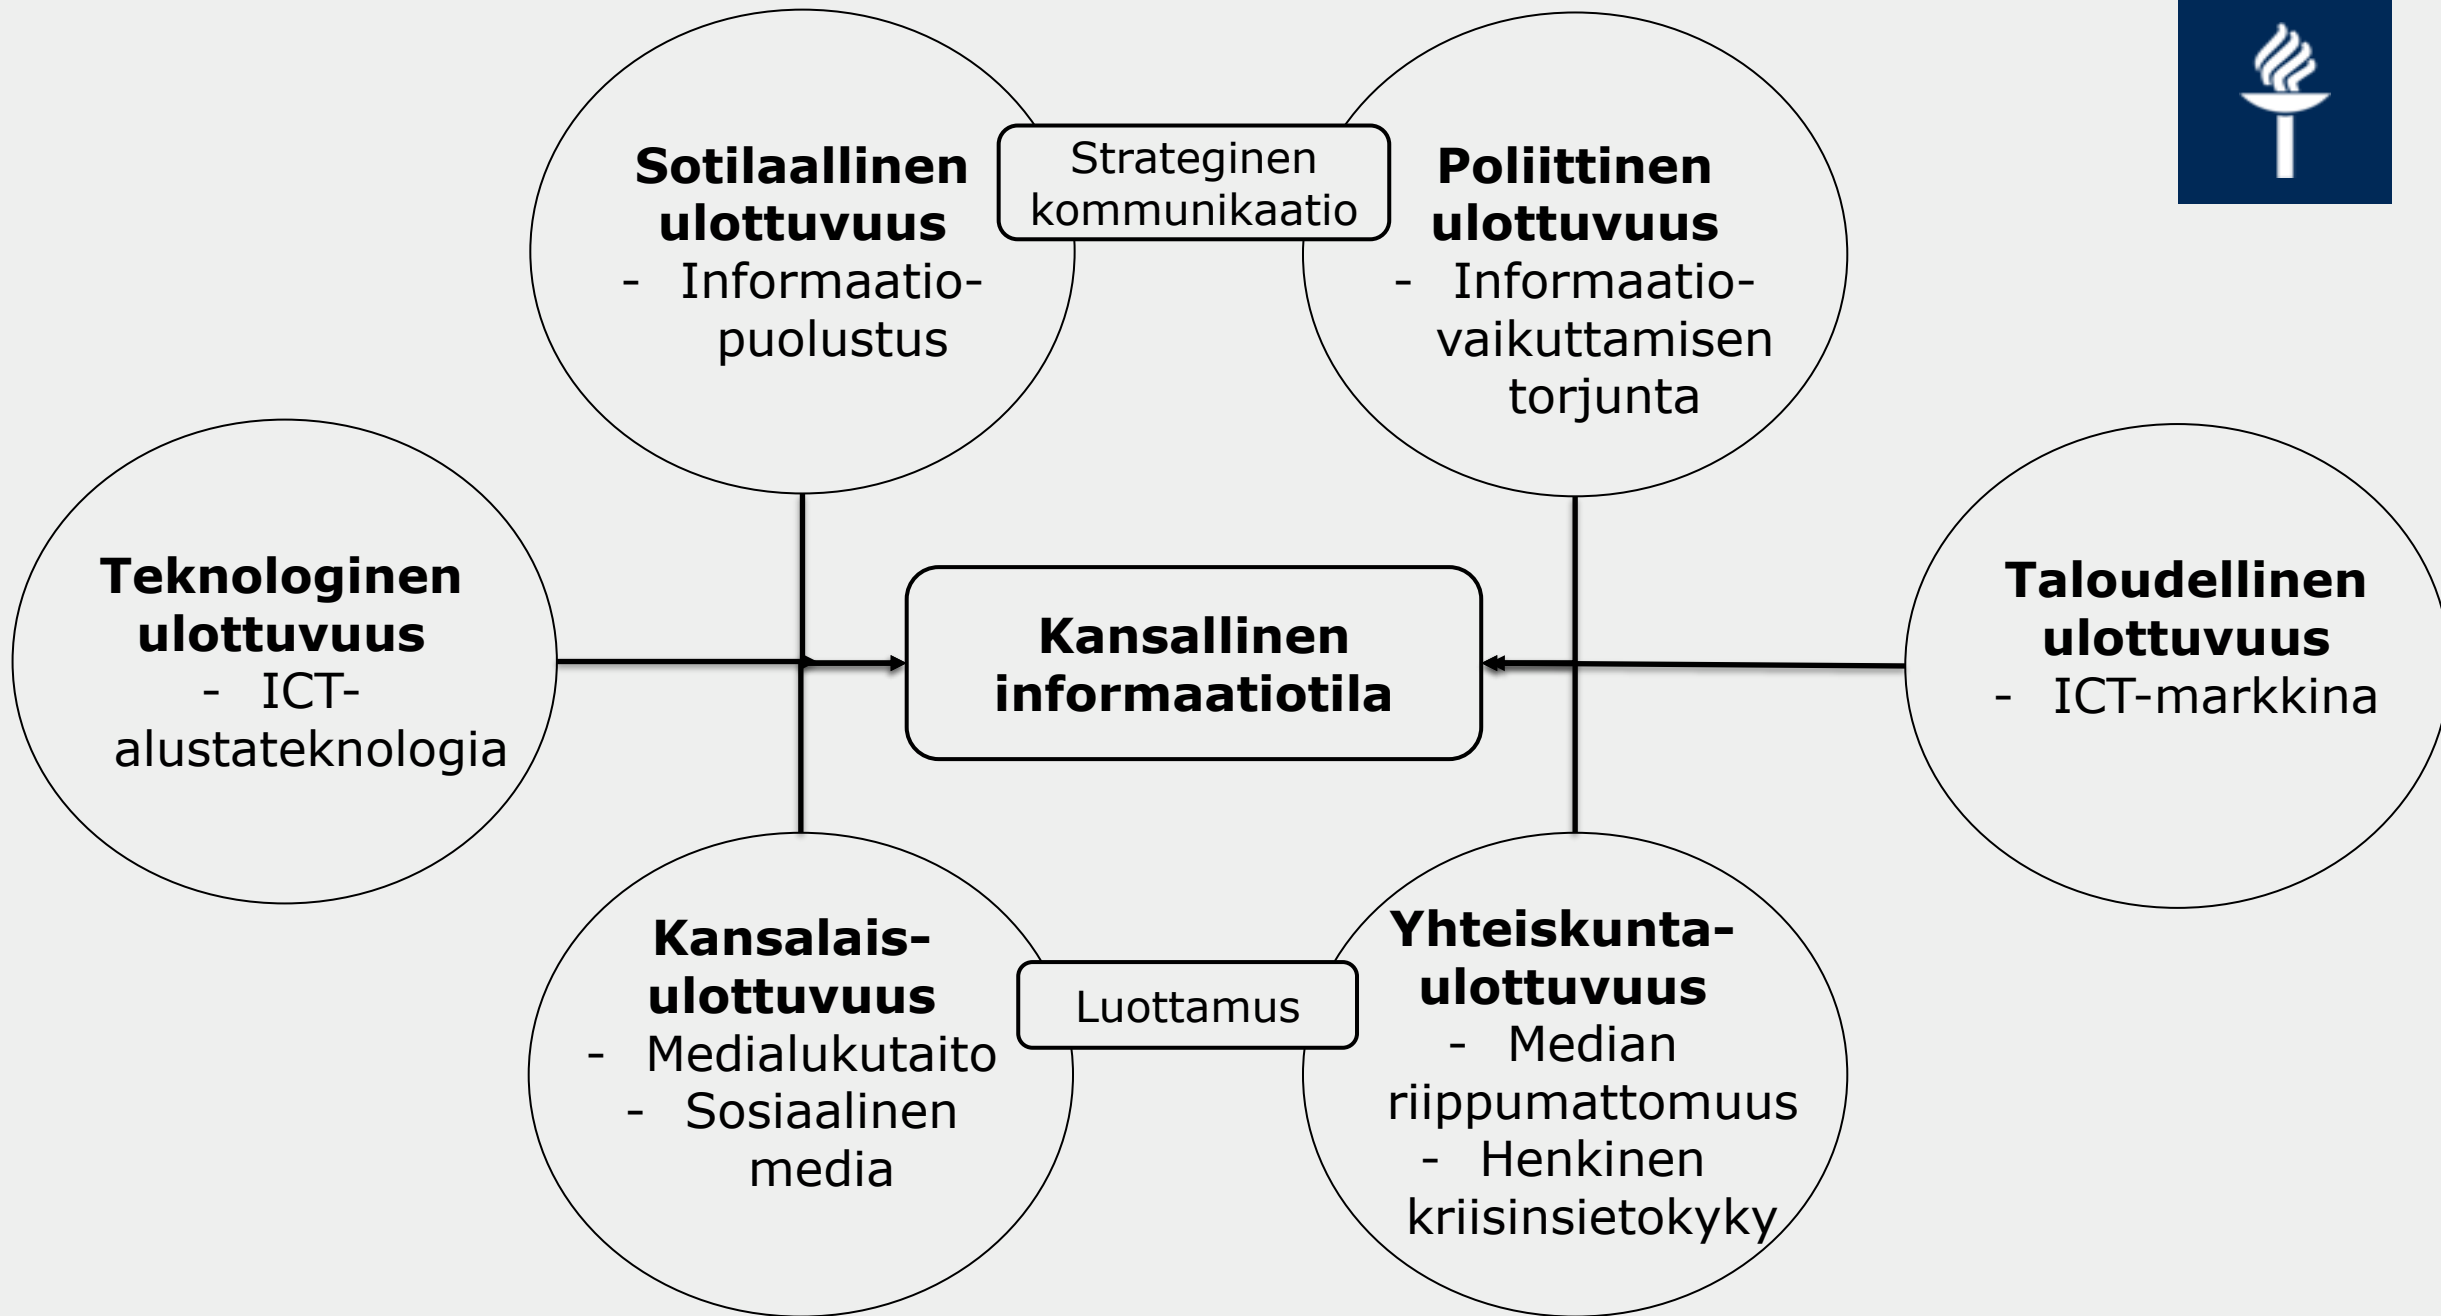 Sotilaallinen
ulottuvuus
- Informaatio-
puolustus
Strateginen
kommunikaatio
Poliittinen
ulottuvuus
- Informaatio-
vaikuttamisen
torjunta
Teknologinen
ulottuvuus
- ICT-
alustateknologia
Kansallinen
informaatiotila
Taloudellinen
ulottuvuus
- ICT-markkina
Kansalais-
ulottuvuus
- Medialukutaito
- Sosiaalinen
media
Luottamus
Yhteiskunta-
ulottuvuus
- Median
riippumattomuus
- Henkinen
kriisinsietokyky